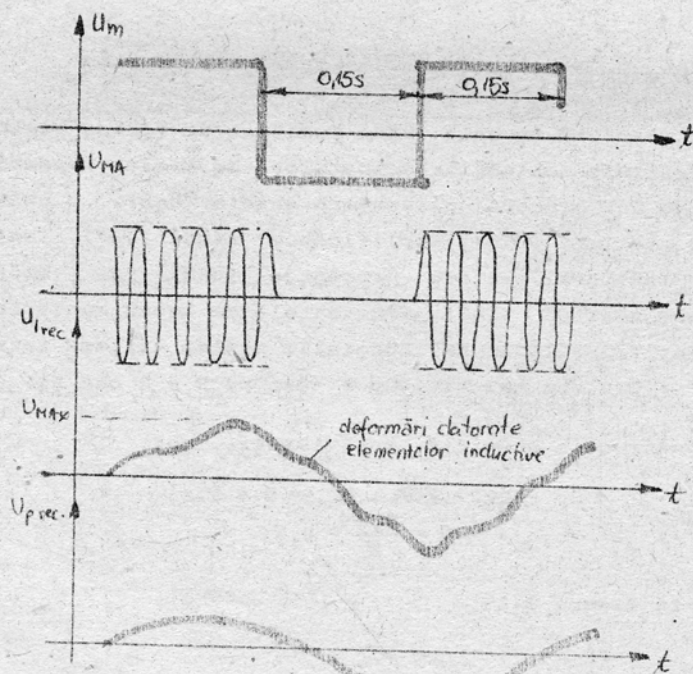 Um
0,15s
0,15s
t
UMA
t
U1rec
UMAX
deformări datorate
elementelor inductive
t
Up rec.
t